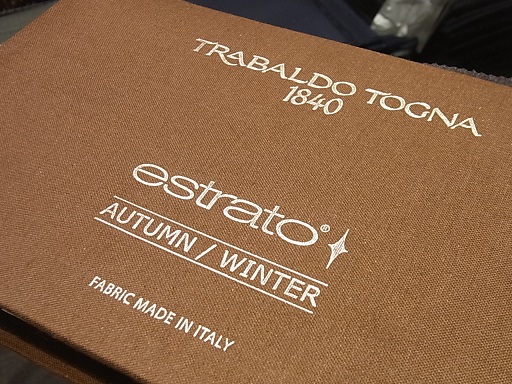 TRABALDO TOGNA
1840
estrato®
AUTUMN / WINTER
FABRIC MADE IN ITALY